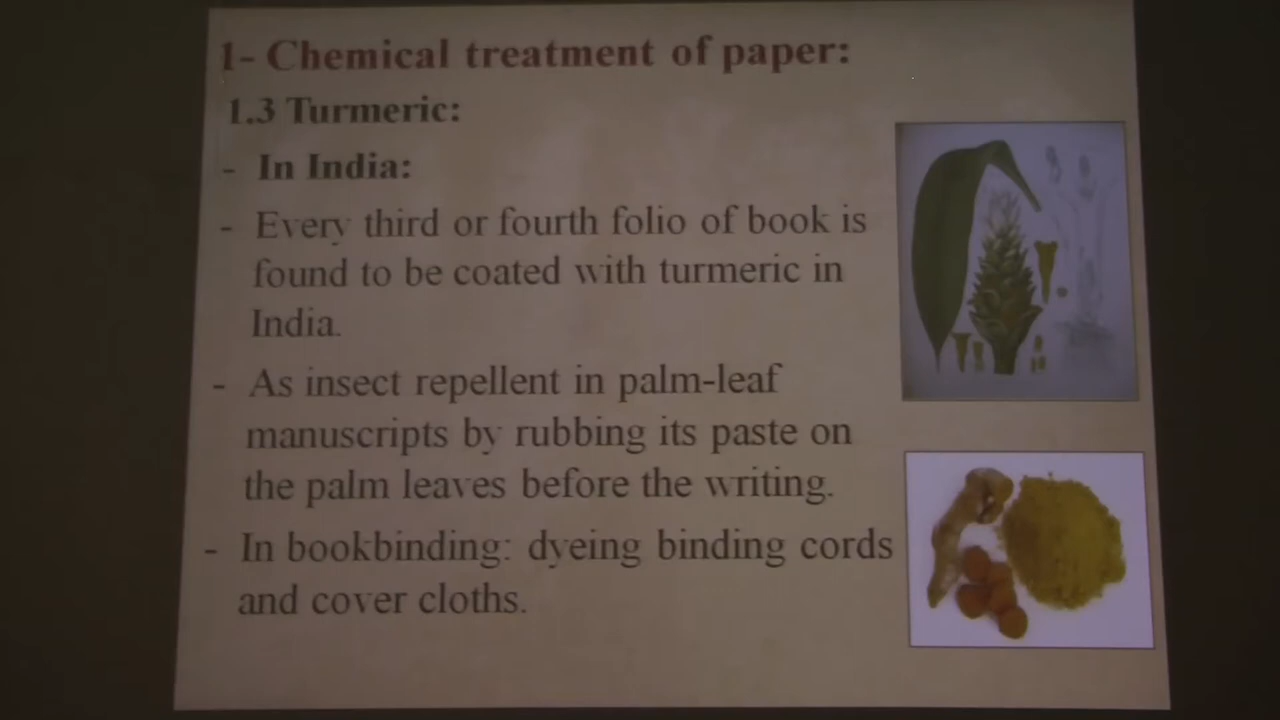 1- Chemical treatment of paper:
1.3 Turmeric:
- In India:
- Every third or fourth folio of book is
found to be coated with turmeric in
India.
- As insect repellent in palm-leaf
manuscripts by rubbing its paste on
the palm leaves before the writing.
- In bookbinding: dyeing binding cords
and cover cloths.